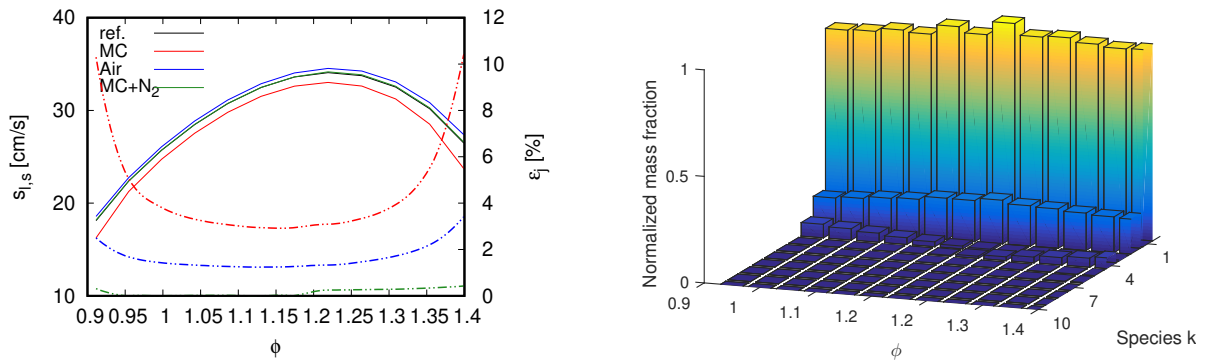 40
30
20
10
12
10
8
6
4
2
0
ref.
MC
Air
MC+N2
s_l,s [cm/s]
ε_j [%]
0.9 0.95 1 1.05 1.1 1.15 1.2 1.25 1.3 1.35 1.4
ϕ
1
0.5
0
Normalized mass fraction
0.9 1 1.1 1.2 1.2 1.3 1.4
ϕ
1
4
7
10
Species k